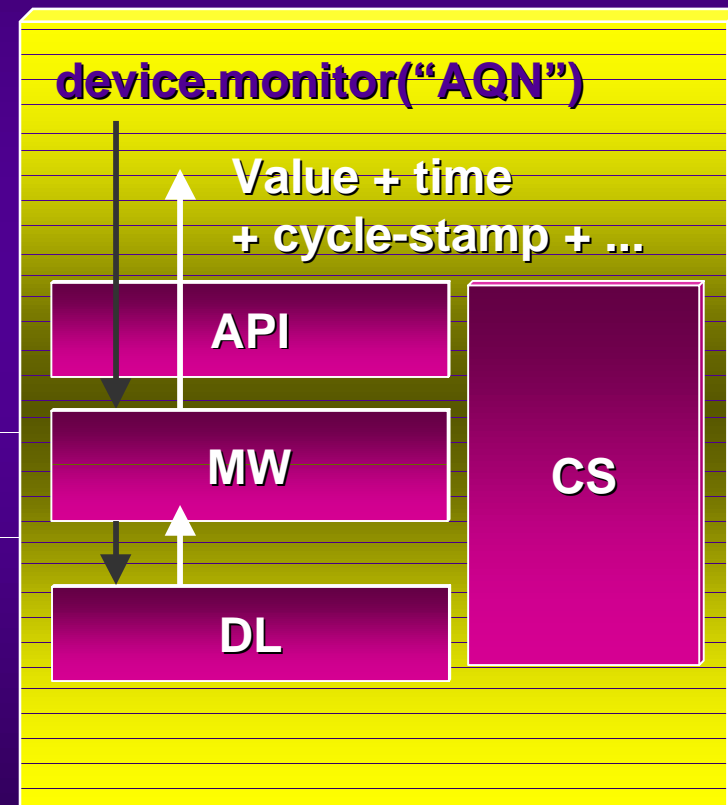 device.monitor(“AQN”)
Value + time
+ cycle-stamp + ...
API
MW
CS
DL